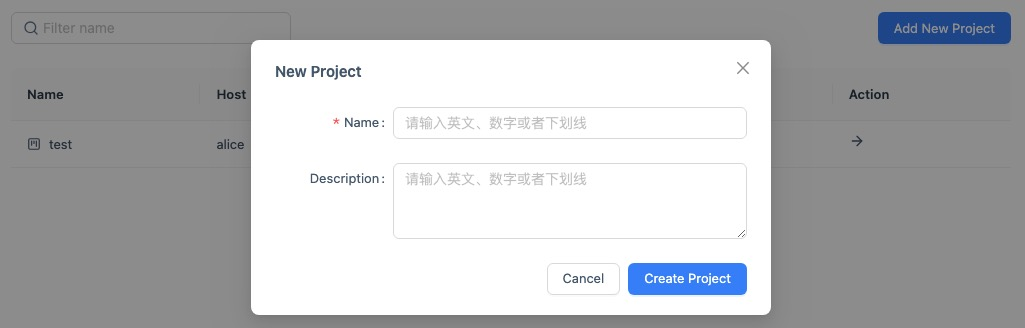 Filter name
Add New Project
New Project
Name
Host
Action
* Name:
请输入英文、数字或者下划线
test
alice
Description:
请输入英文、数字或者下划线
Cancel
Create Project